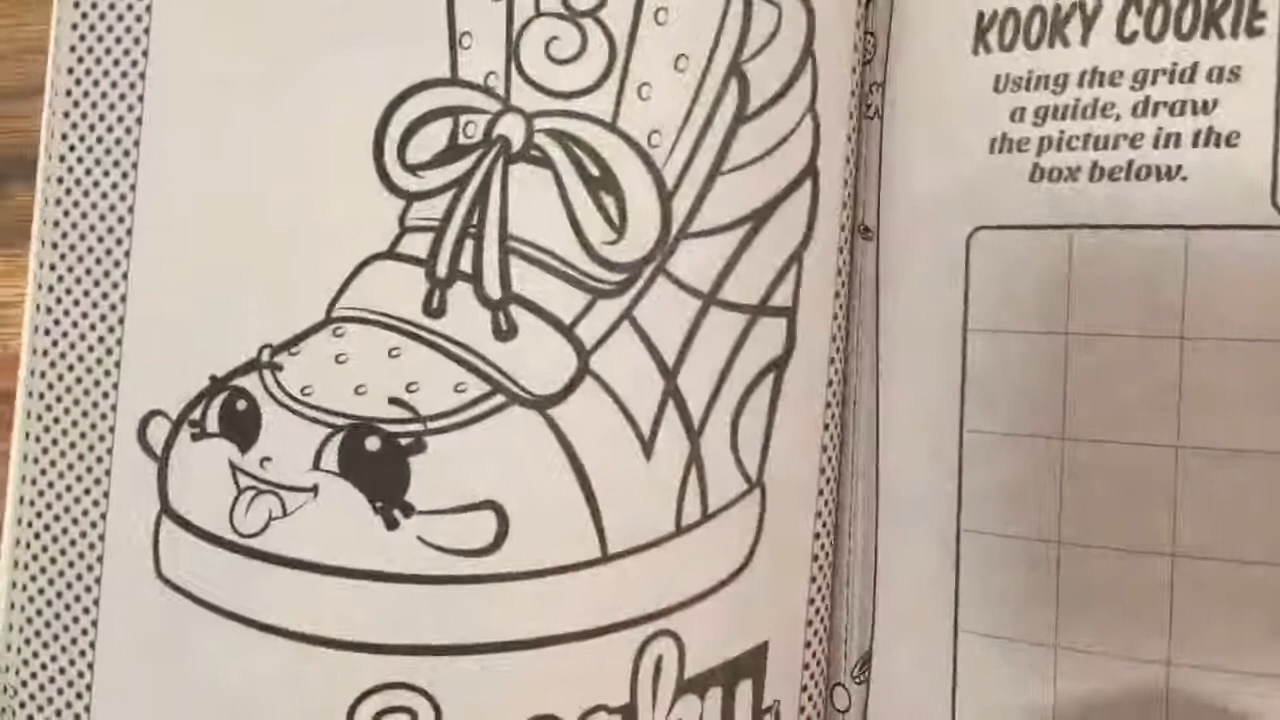 KOOKY COOKIE
Using the grid as
a guide, draw
the picture in the
box below.